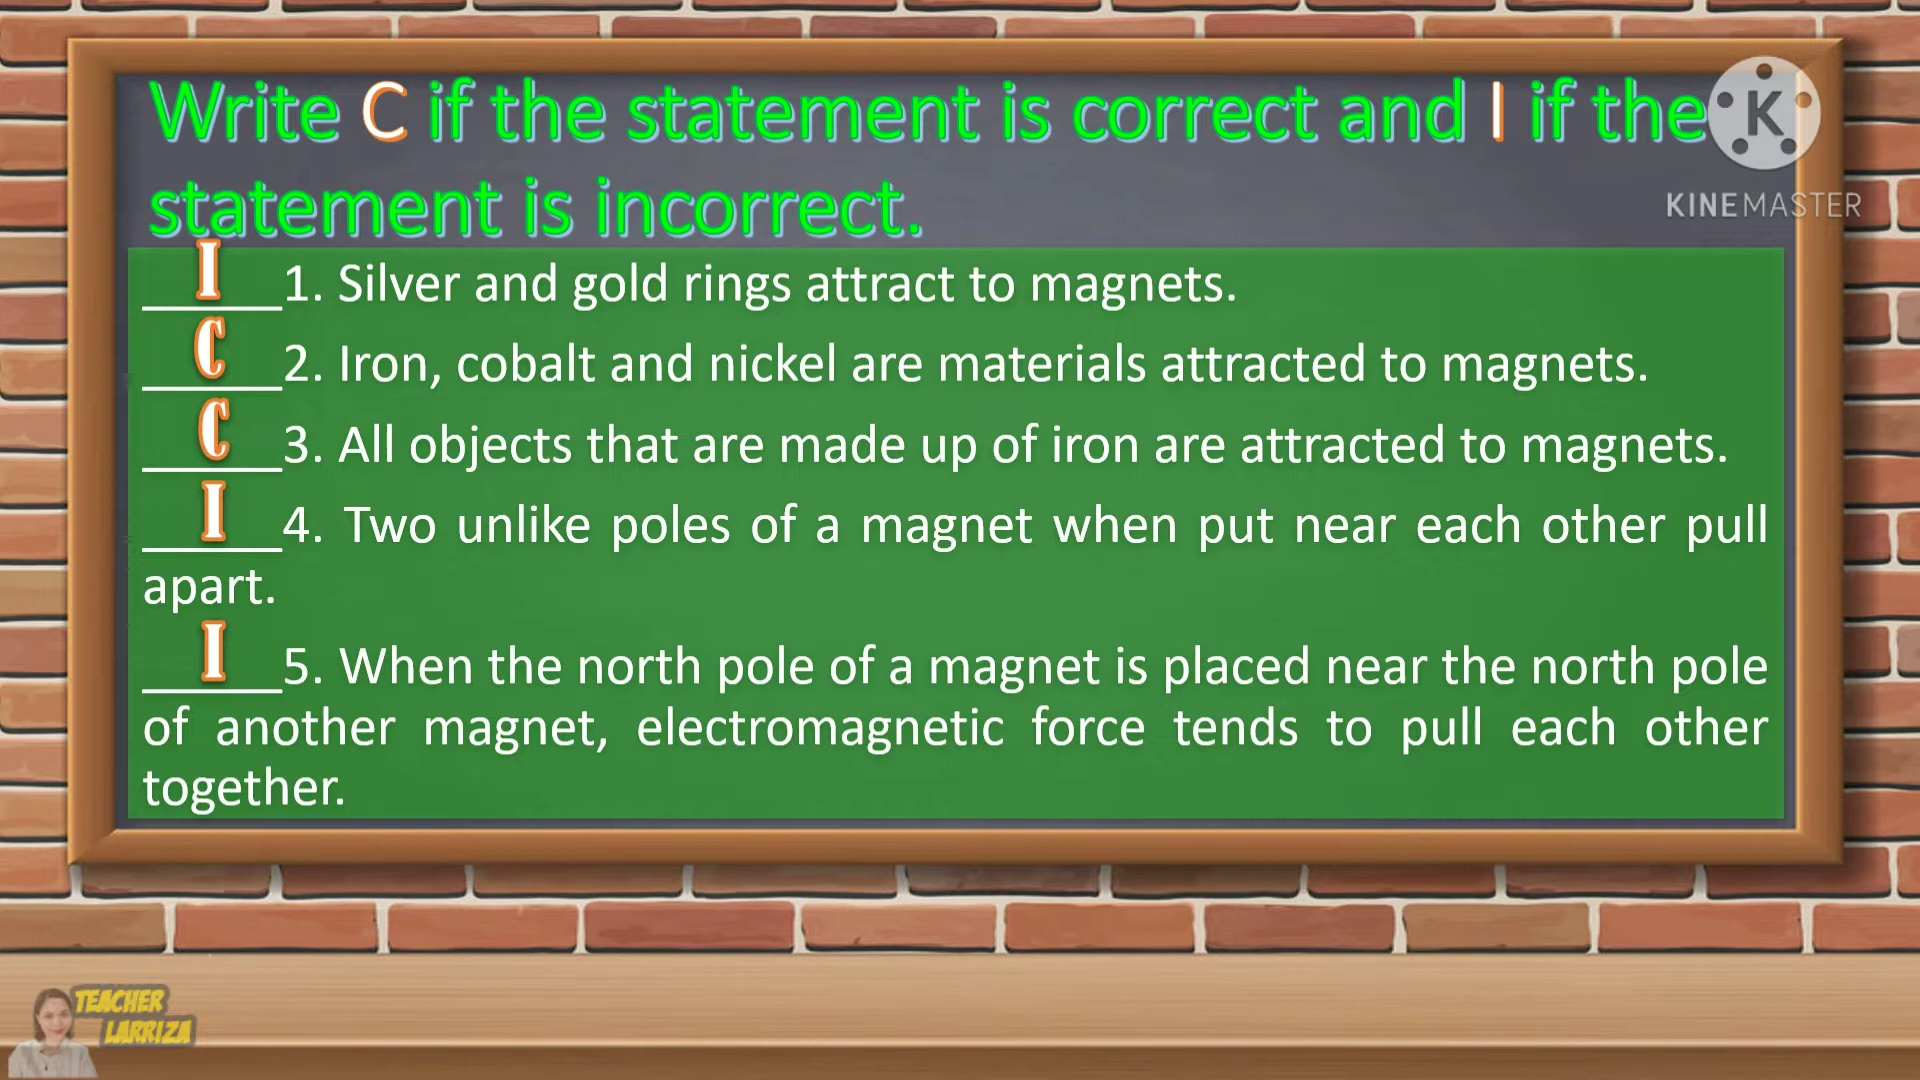 Write C if the statement is correct and I if the
statement is incorrect.
KINEMASTER
I 1. Silver and gold rings attract to magnets.
C 2. Iron, cobalt and nickel are materials attracted to magnets.
C 3. All objects that are made up of iron are attracted to magnets.
I 4. Two unlike poles of a magnet when put near each other pull
apart.
I 5. When the north pole of a magnet is placed near the north pole
of another magnet, electromagnetic force tends to pull each other
together.
TEACHER
LARRIZA